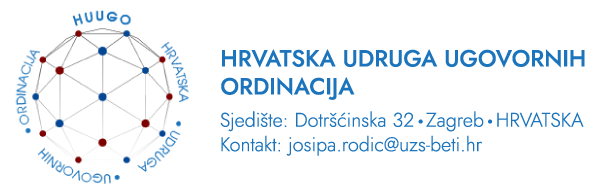 HUUGO
HRVATSKA
UDRUGA
UGOVORNIH
ORDINACIJA
HRVATSKA UDRUGA UGOVORNIH
ORDINACIJA
Sjedište: Dotršćinska 32•Zagreb•HRVATSKA
Kontakt: josipa.rodic@uzs-beti.hr